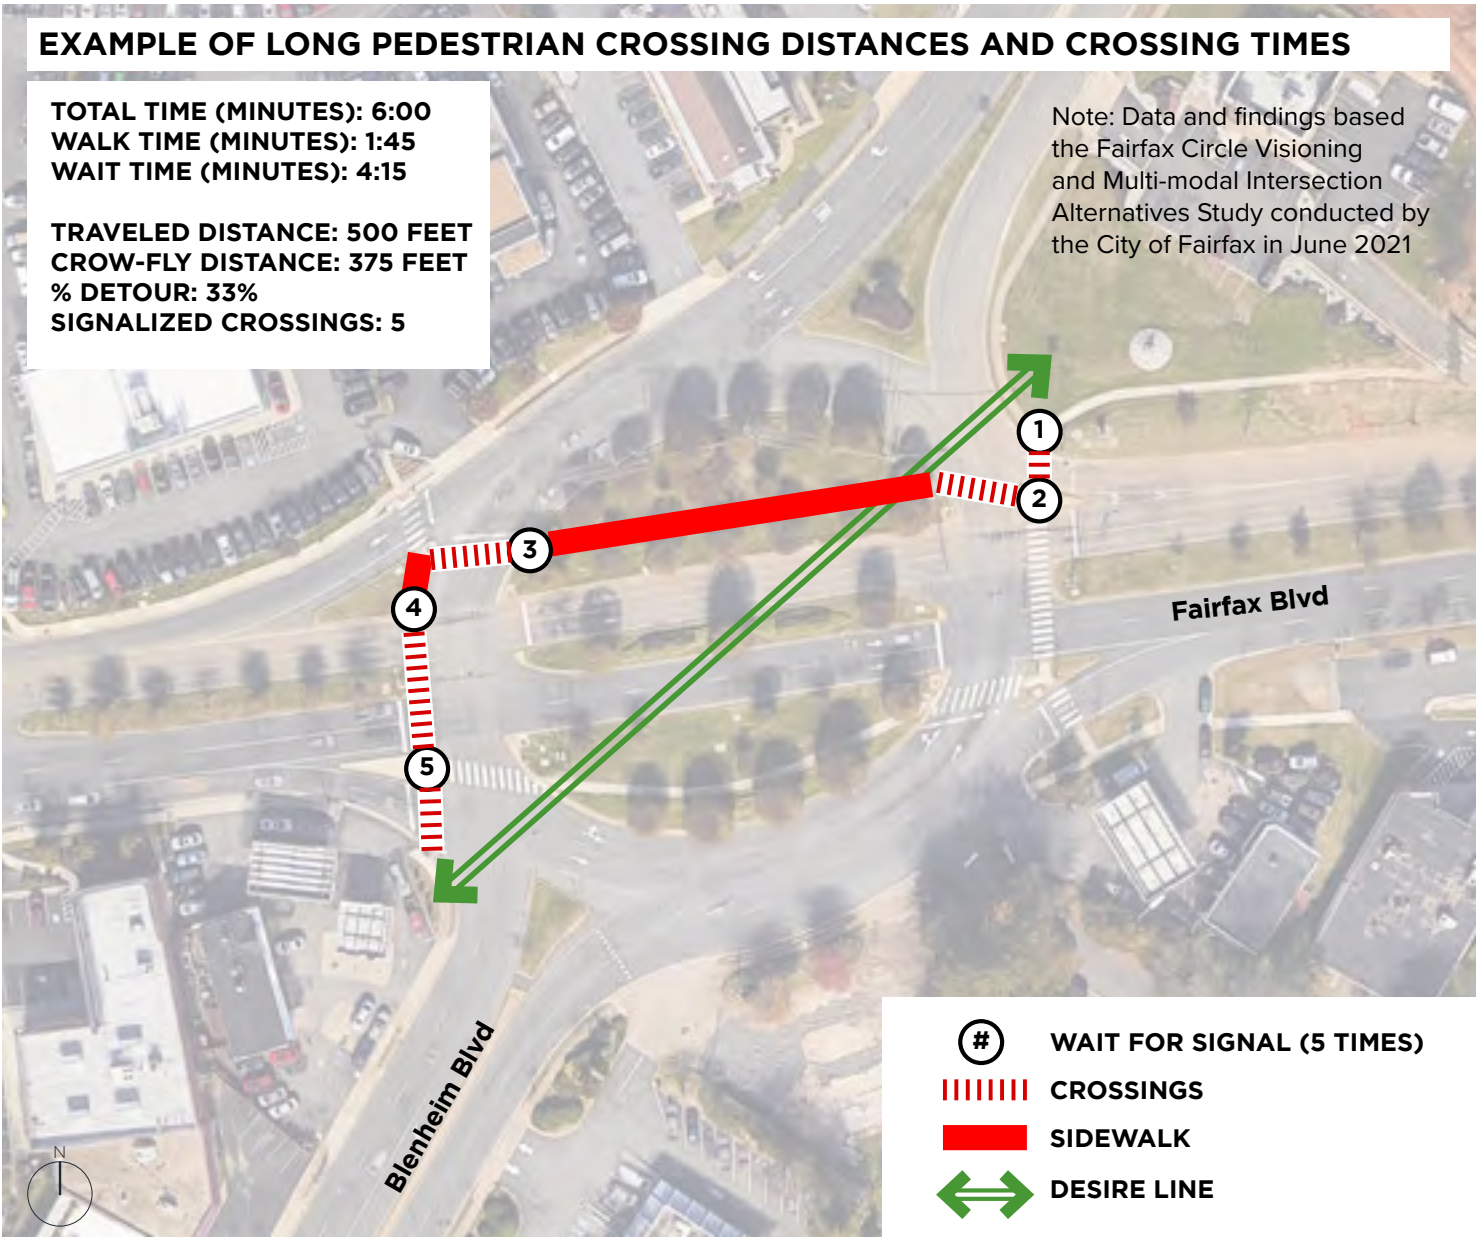 EXAMPLE OF LONG PEDESTRIAN CROSSING DISTANCES AND CROSSING TIMES
TOTAL TIME (MINUTES): 6:00
WALK TIME (MINUTES): 1:45
WAIT TIME (MINUTES): 4:15
TRAVELED DISTANCE: 500 FEET
CROW-FLY DISTANCE: 375 FEET
% DETOUR: 33%
SIGNALIZED CROSSINGS: 5
Note: Data and findings based
the Fairfax Circle Visioning
and Multi-modal Intersection
Alternatives Study conducted by
the City of Fairfax in June 2021
1
2
3
4
5
Fairfax Blvd
Blenheim Blvd
N
# WAIT FOR SIGNAL (5 TIMES)
CROSSINGS
SIDEWALK
DESIRE LINE